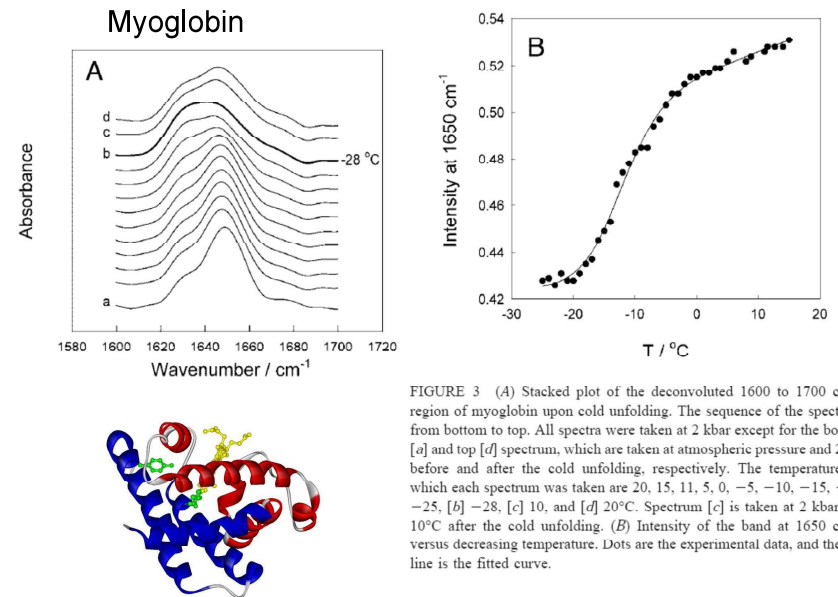 Myoglobin
A
d
c
b
a
-28 °C
Absorbance
1580 1600 1620 1640 1660 1680 1700 1720
Wavenumber / cm-1
B
0.54
0.52
0.50
0.48
0.46
0.44
0.42
-30 -20 -10 0 10 20
Intensity at 1650 cm-1
T / °C
FIGURE 3 (A) Stacked plot of the deconvoluted 1600 to 1700 c
region of myoglobin upon cold unfolding. The sequence of the spect
from bottom to top. All spectra were taken at 2 kbar except for the bo
[a] and top [d] spectrum, which are taken at atmospheric pressure and 2
before and after the cold unfolding, respectively. The temperature
which each spectrum was taken are 20, 15, 11, 5, 0, −5, −10, −15, -
−25, [b] −28, [c] 10, and [d] 20°C. Spectrum [c] is taken at 2 kbar
10°C after the cold unfolding. (B) Intensity of the band at 1650 c
versus decreasing temperature. Dots are the experimental data, and the
line is the fitted curve.